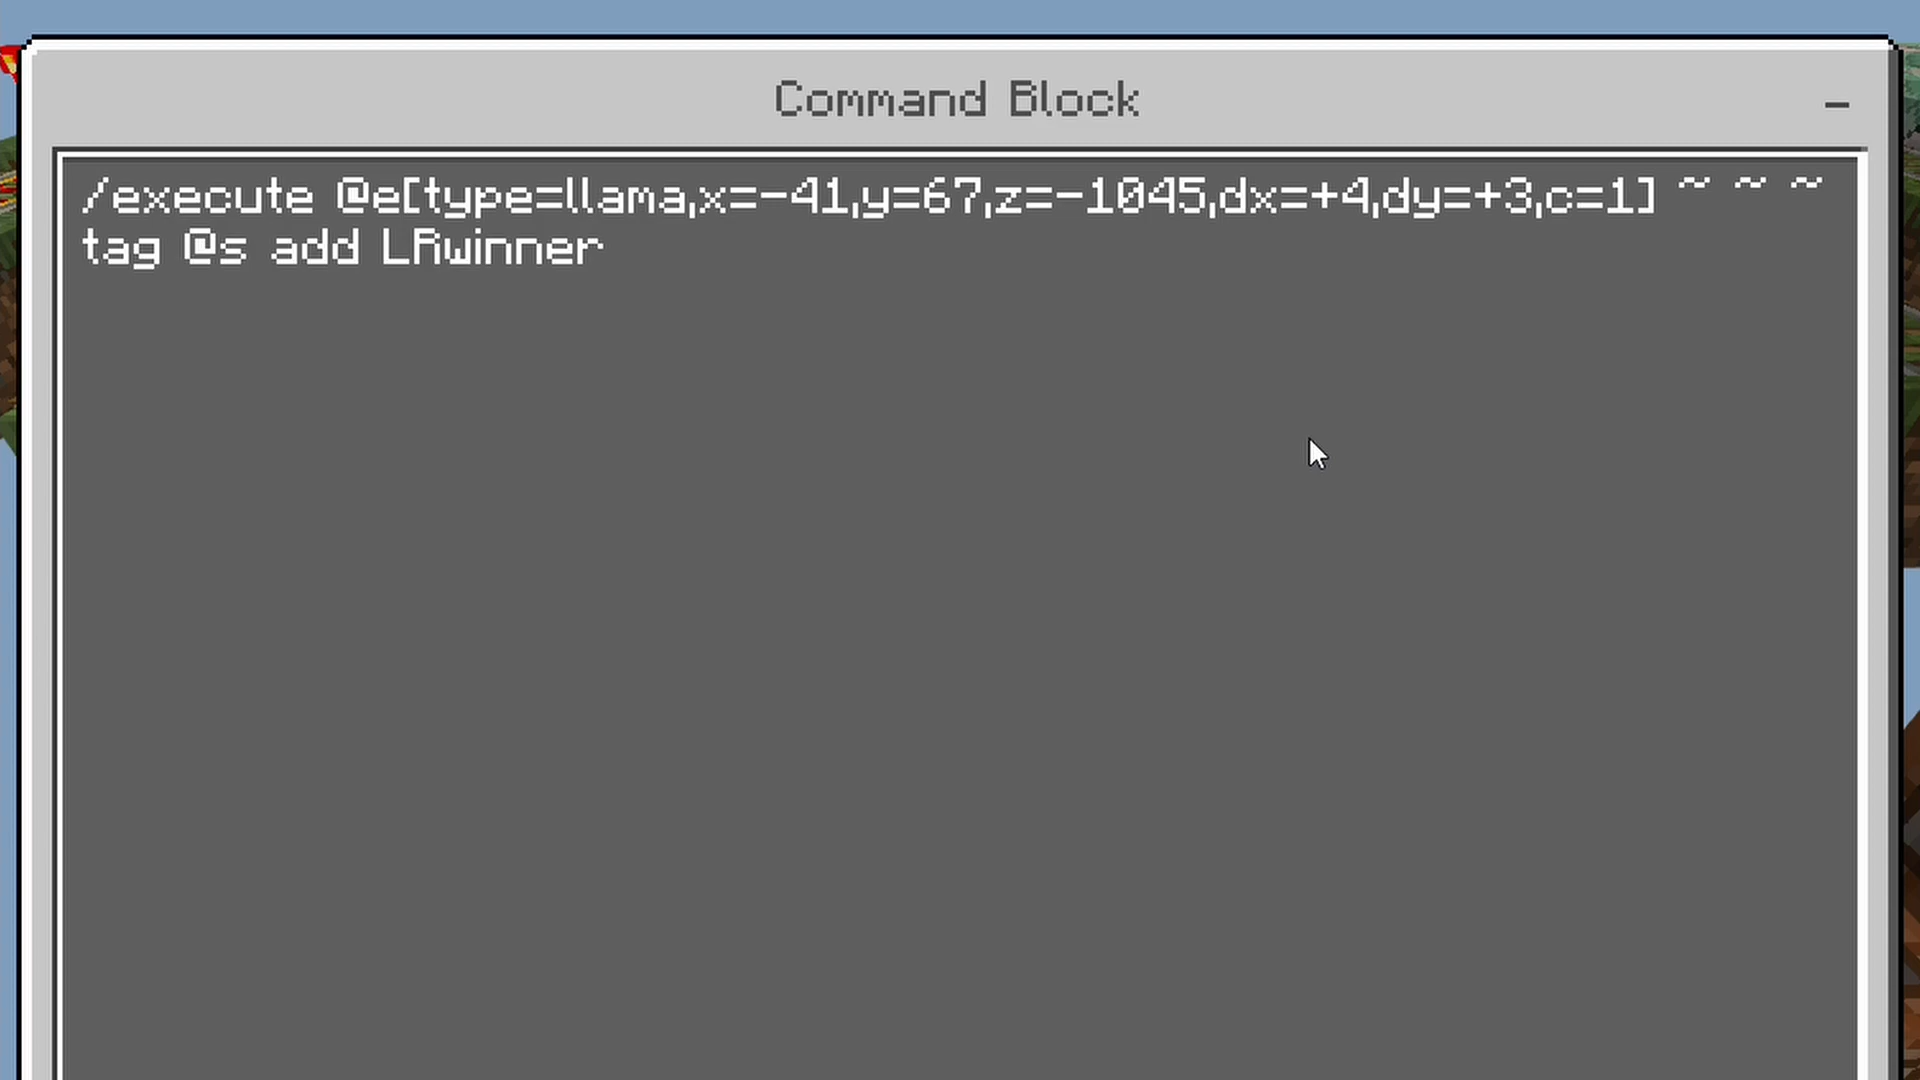 Command Block
/execute @e[type=llama,x=-41,y=67,z=-1045,dx=+4,dy=+3,c=1] ~ ~ ~
tag @s add LRwinner